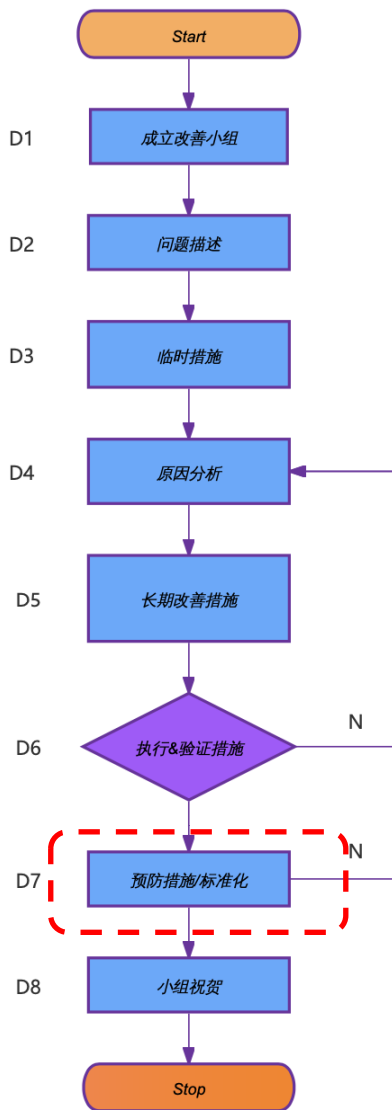 Start
D1
成立改善小组
D2
问题描述
D3
临时措施
D4
原因分析
D5
长期改善措施
D6
执行&验证措施
N
D7
预防措施/标准化
N
D8
小组祝贺
Stop